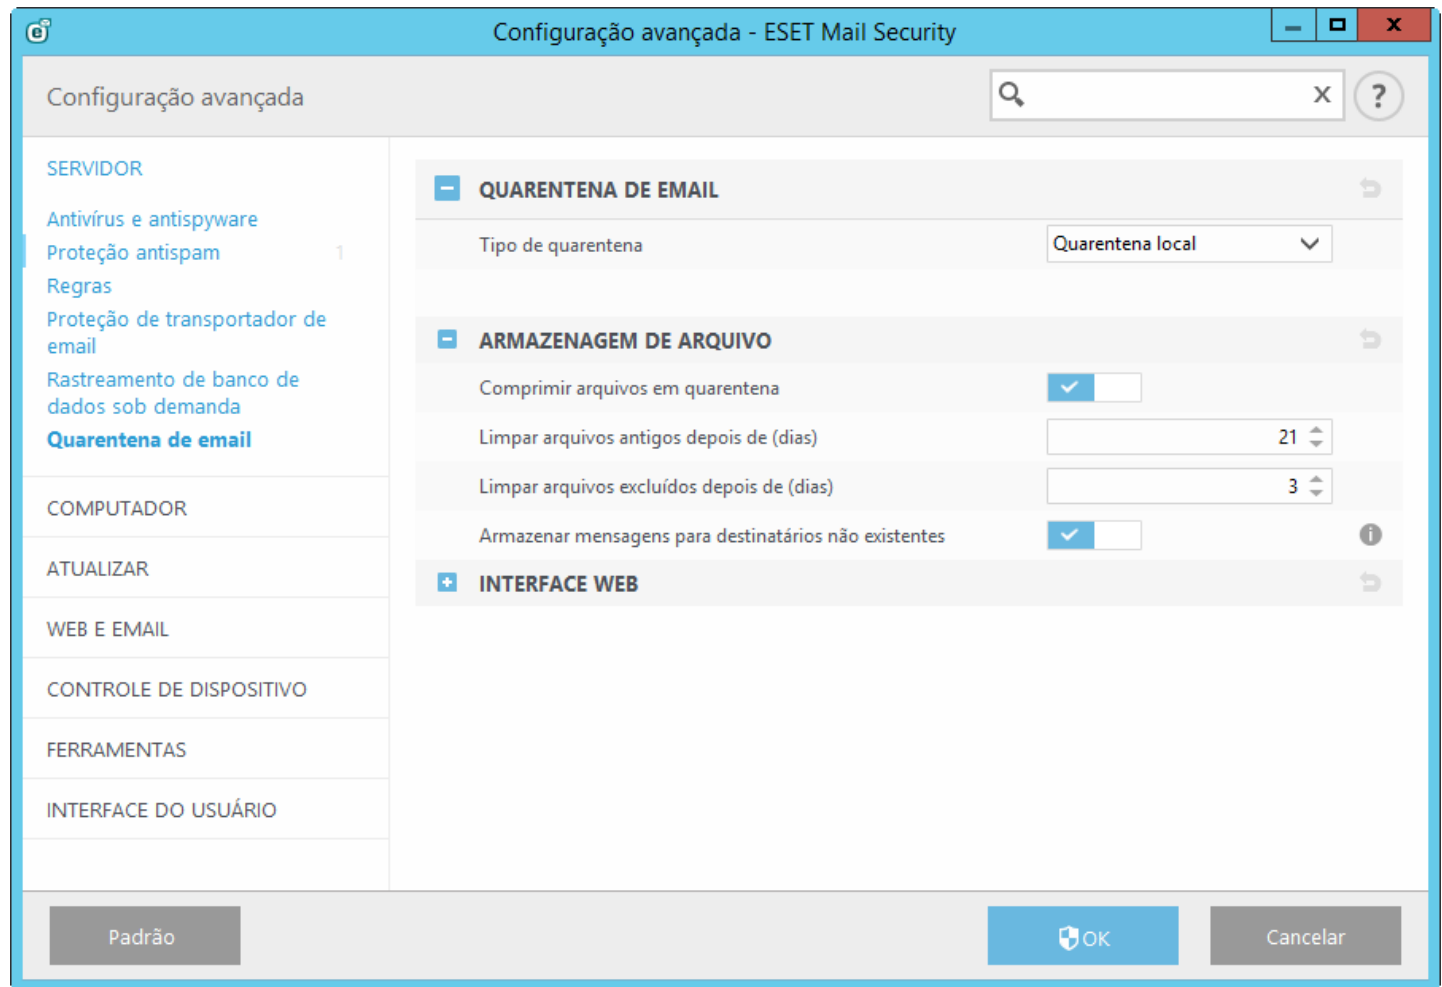 Configuração avançada - ESET Mail Security
Configuração avançada
SERVIDOR
Antivírus e antispyware
Proteção antispam 1
Regras
Proteção de transportador de
email
Rastreamento de banco de
dados sob demanda
Quarentena de email
COMPUTADOR
ATUALIZAR
WEB E EMAIL
CONTROLE DE DISPOSITIVO
FERRAMENTAS
INTERFACE DO USUÁRIO
QUARENTENA DE EMAIL
Tipo de quarentena Quarentena local
ARMAZENAGEM DE ARQUIVO
Comprimir arquivos em quarentena
Limpar arquivos antigos depois de (dias) 21
Limpar arquivos excluídos depois de (dias) 3
Armazenar mensagens para destinatários não existentes
INTERFACE WEB
Padrão
OK
Cancelar